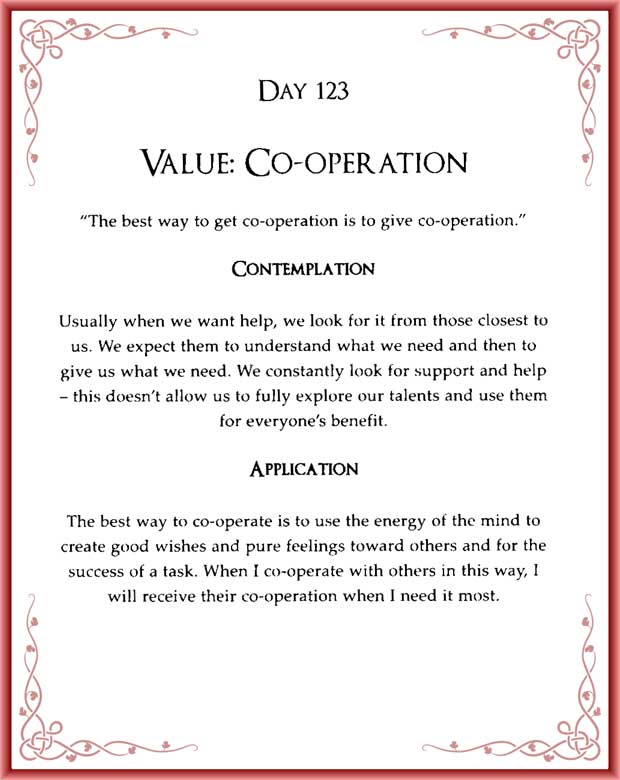 Day 123
Value: Co-operation
“The best way to get co-operation is to give co-operation.”
Contemplation
Usually when we want help, we look for it from those closest to
us. We expect them to understand what we need and then to
give us what we need. We constantly look for support and help
– this doesn’t allow us to fully explore our talents and use them
for everyone’s benefit.
Application
The best way to co-operate is to use the energy of the mind to
create good wishes and pure feelings toward others and for the
success of a task. When I co-operate with others in this way, I
will receive their co-operation when I need it most.